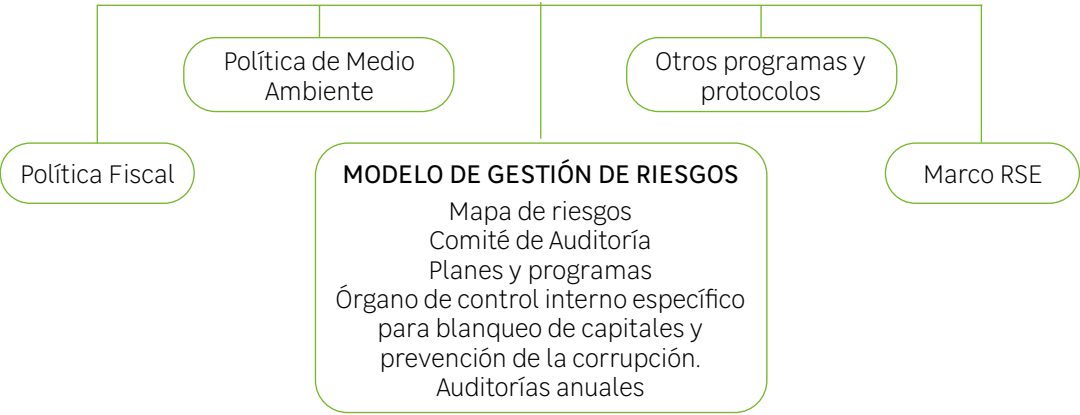 Política de Medio
Ambiente
Otros programas y
protocolos
Política Fiscal
MODELO DE GESTIÓN DE RIESGOS
Mapa de riesgos
Comité de Auditoría
Planes y programas
Órgano de control interno específico
para blanqueo de capitales y
prevención de la corrupción.
Auditorías anuales
Marco RSE